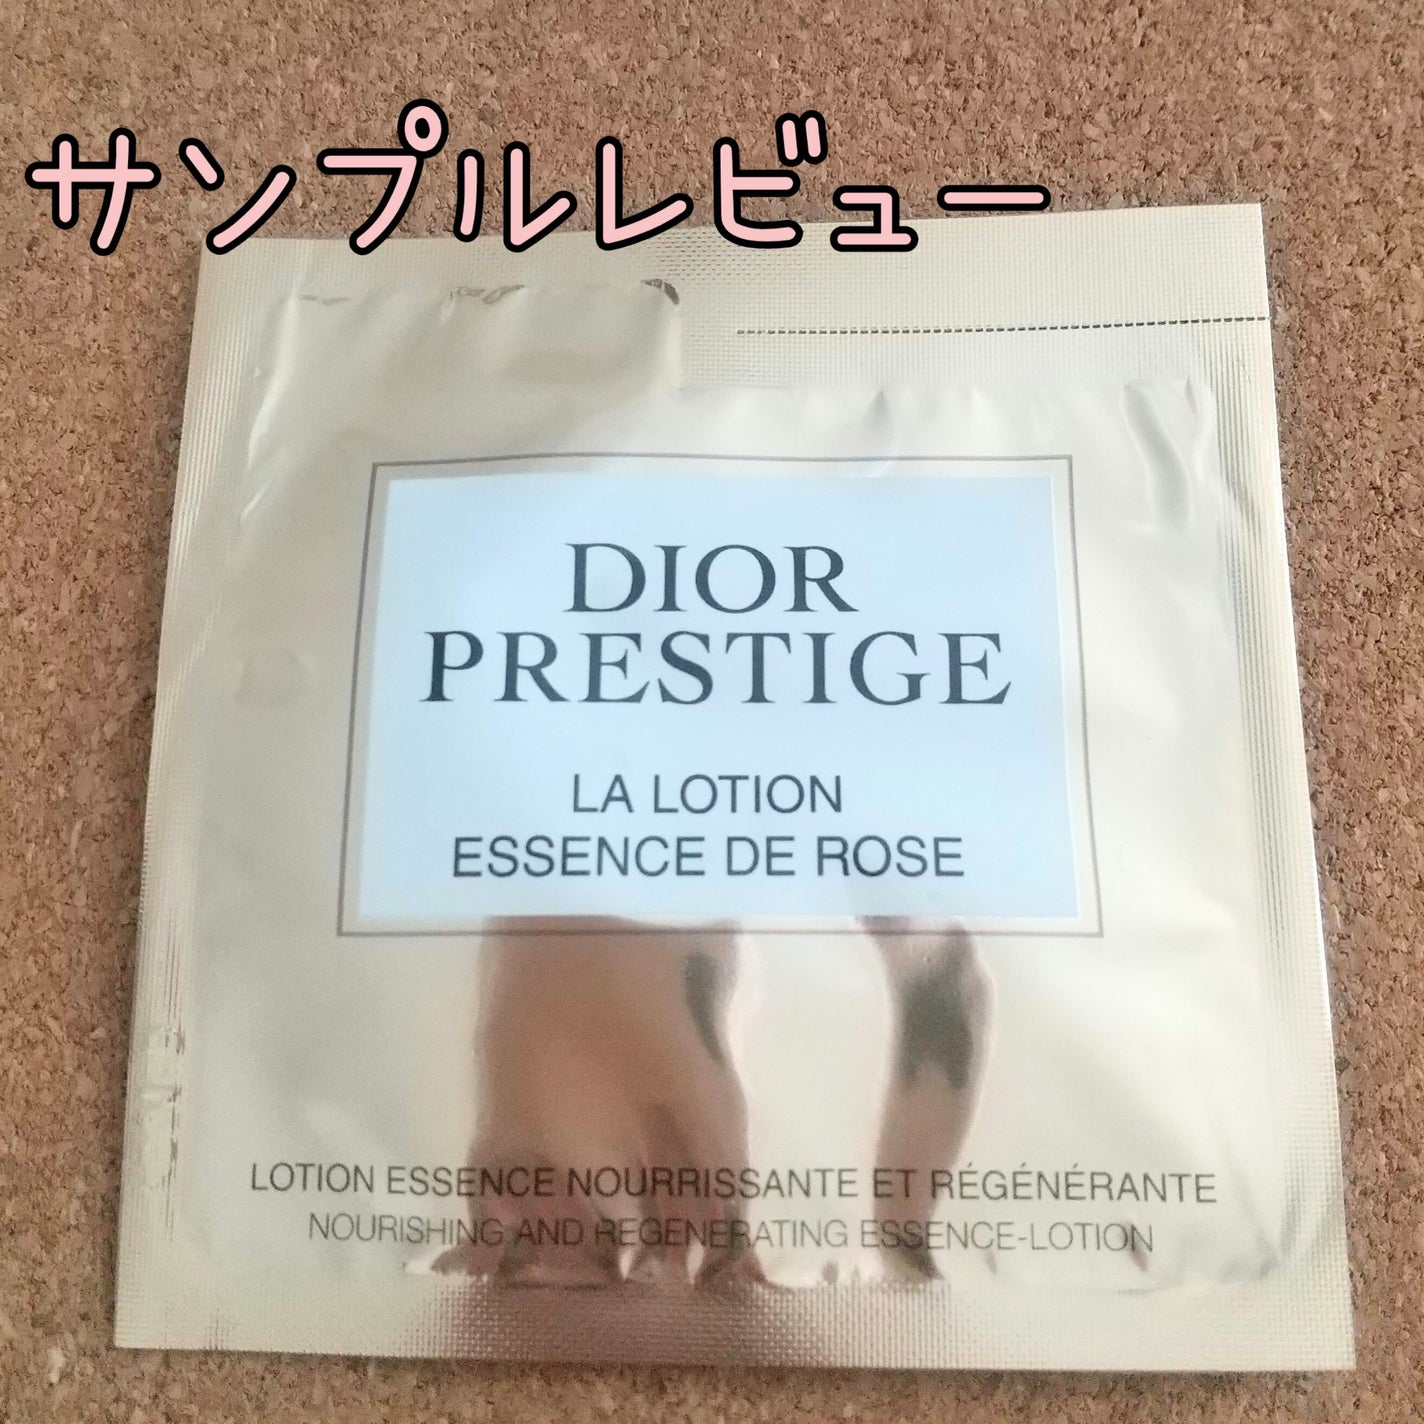 サンプルレビュー
DIOR
PRESTIGE
LA LOTION
ESSENCE DE ROSE
LOTION ESSENCE NOURRISSANTE ET RÉGÉNÉRANTE
NOURISHING AND REGENERATING ESSENCE-LOTION